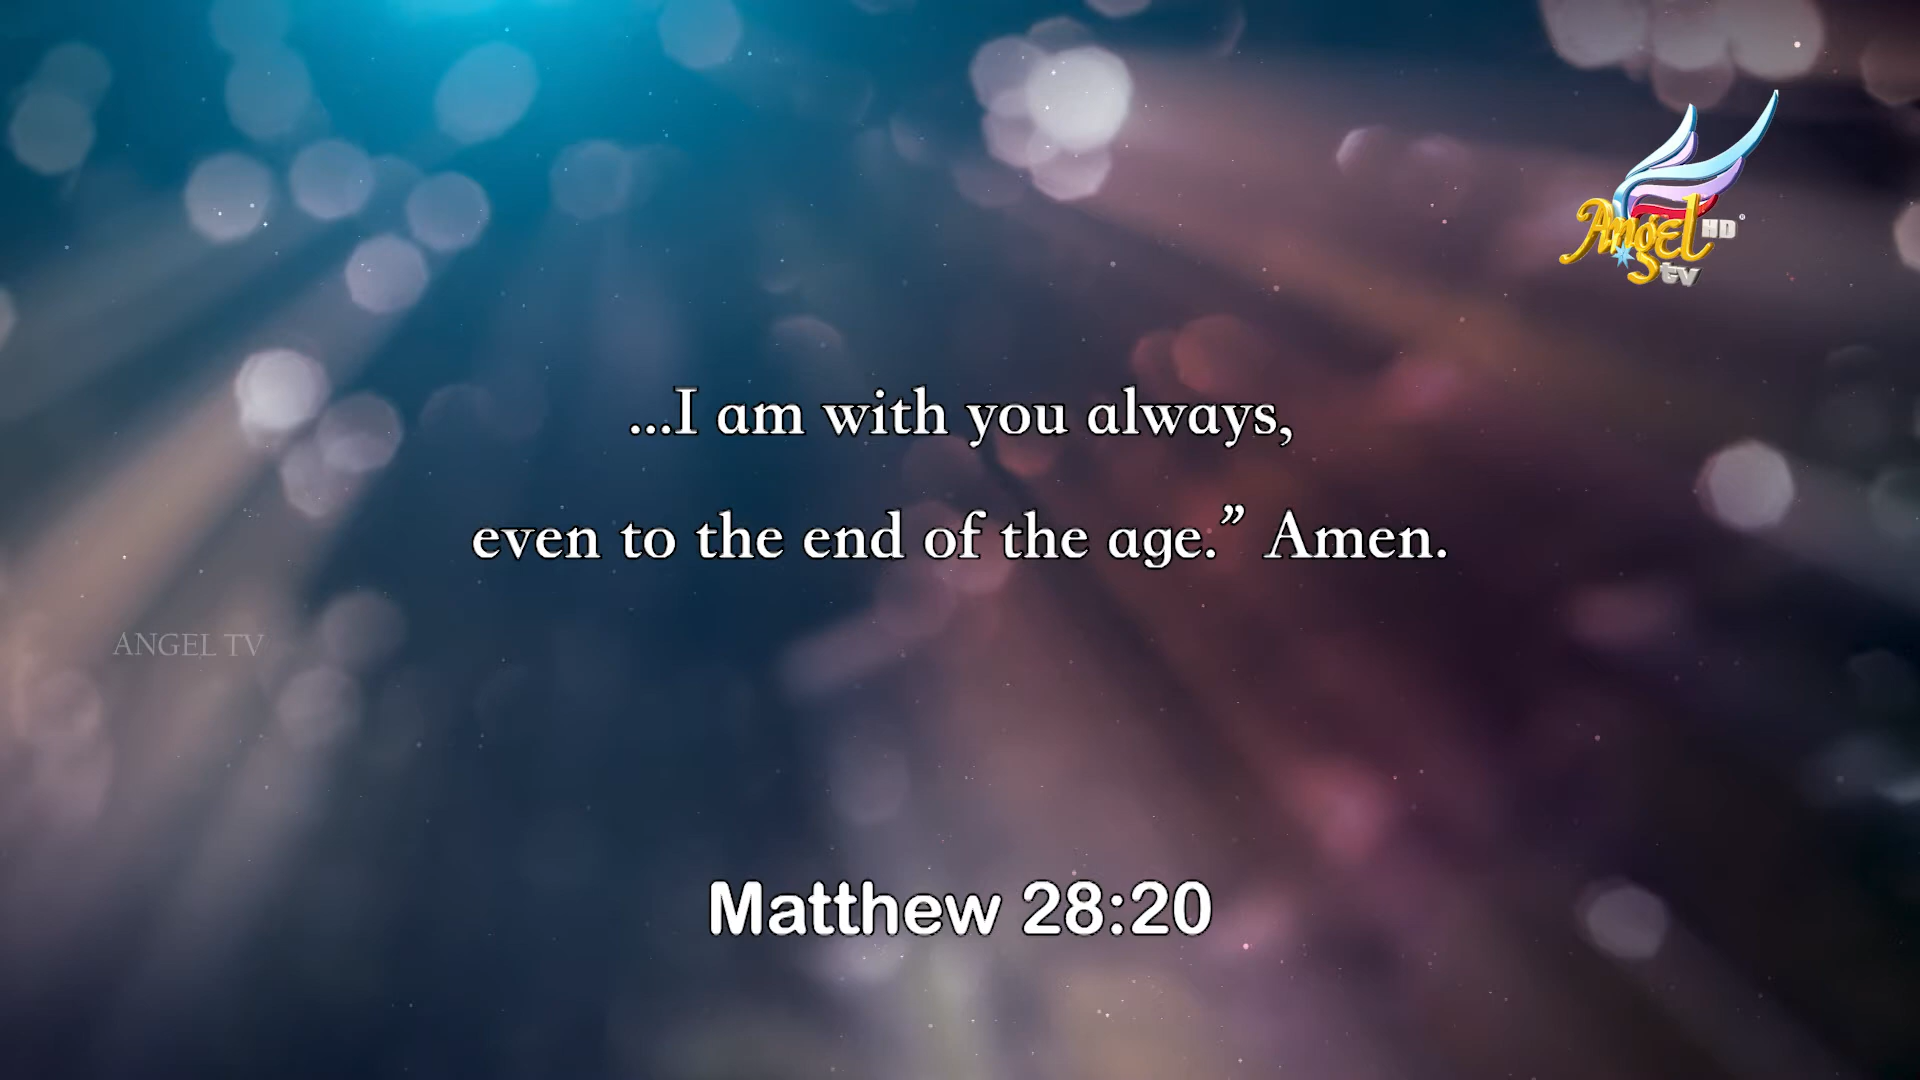 Angel HD
tv
...I am with you always,
even to the end of the age.” Amen.
ANGEL TV
Matthew 28:20